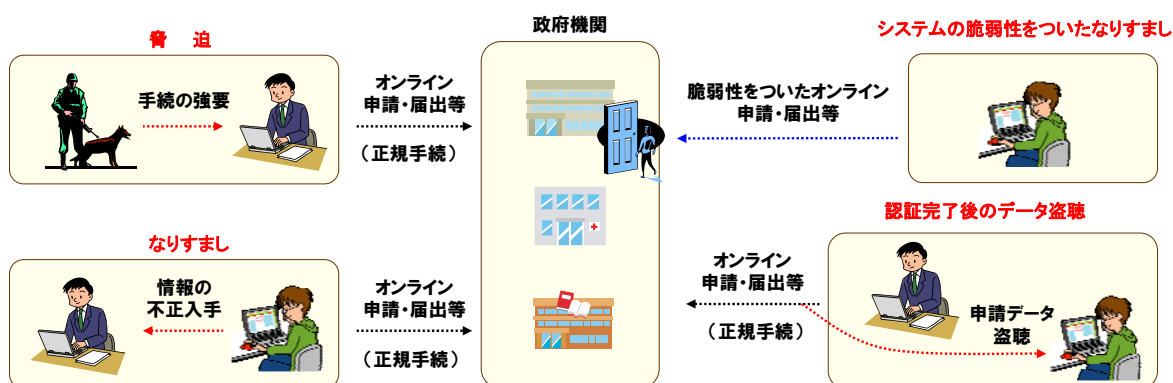 脅　迫
手続の強要
オンライン
申請・届出等
（正規手続）
なりすまし
情報の
不正入手
オンライン
申請・届出等
（正規手続）
政府機関
システムの脆弱性をついたなりすまし
脆弱性をついたオンライン
申請・届出等
認証完了後のデータ盗聴
オンライン
申請・届出等
（正規手続）
申請データ
盗聴